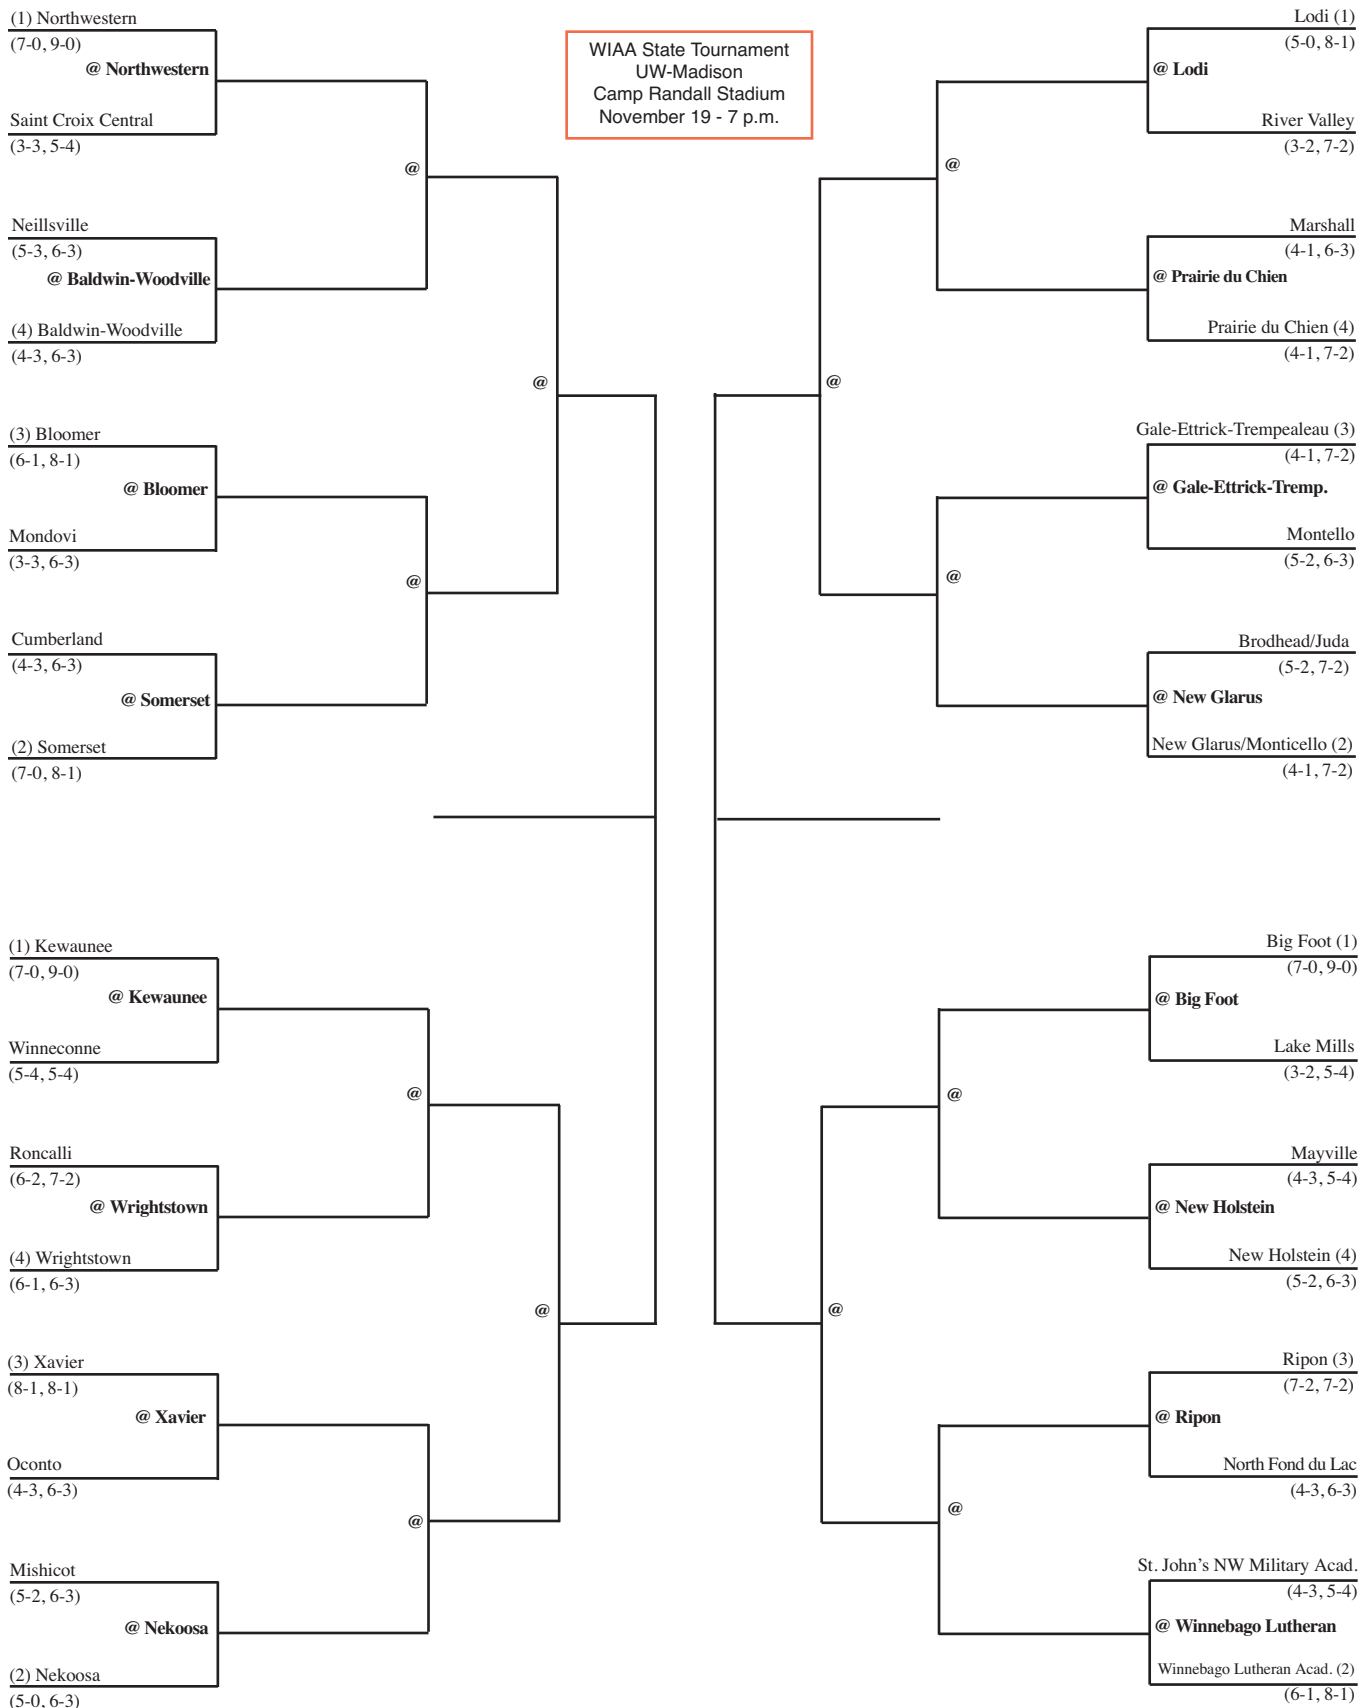 (1) Northwestern
(7-0, 9-0)
@ Northwestern
Saint Croix Central
(3-3, 5-4)
@
Neillsville
(5-3, 6-3)
@ Baldwin-Woodville
(4) Baldwin-Woodville
(4-3, 6-3)
@
(3) Bloomer
(6-1, 8-1)
@ Bloomer
Mondovi
(3-3, 6-3)
@
Cumberland
(4-3, 6-3)
@ Somerset
(2) Somerset
(7-0, 8-1)
(1) Kewaunee
(7-0, 9-0)
@ Kewaunee
Winneconne
(5-4, 5-4)
@
Roncalli
(6-2, 7-2)
@ Wrightstown
(4) Wrightstown
(6-1, 6-3)
@
(3) Xavier
(8-1, 8-1)
@ Xavier
Oconto
(4-3, 6-3)
@
Mishicot
(5-2, 6-3)
@ Nekoosa
(2) Nekoosa
(5-0, 6-3)
WIAA State Tournament
UW-Madison
Camp Randall Stadium
November 19 - 7 p.m.
Lodi (1)
(5-0, 8-1)
@ Lodi
River Valley
(3-2, 7-2)
@
Marshall
(4-1, 6-3)
@ Prairie du Chien
Prairie du Chien (4)
(4-1, 7-2)
@
Gale-Ettrick-Trempealeau (3)
(4-1, 7-2)
@ Gale-Ettrick-Tremp.
Montello
(5-2, 6-3)
@
Brodhead/Juda
(5-2, 7-2)
@ New Glarus
New Glarus/Monticello (2)
(4-1, 7-2)
Big Foot (1)
(7-0, 9-0)
@ Big Foot
Lake Mills
(3-2, 5-4)
@
Mayville
(4-3, 5-4)
@ New Holstein
New Holstein (4)
(5-2, 6-3)
@
Ripon (3)
(7-2, 7-2)
@ Ripon
North Fond du Lac
(4-3, 6-3)
@
St. John's NW Military Acad.
(4-3, 5-4)
@ Winnebago Lutheran
Winnebago Lutheran Acad. (2)
(6-1, 8-1)